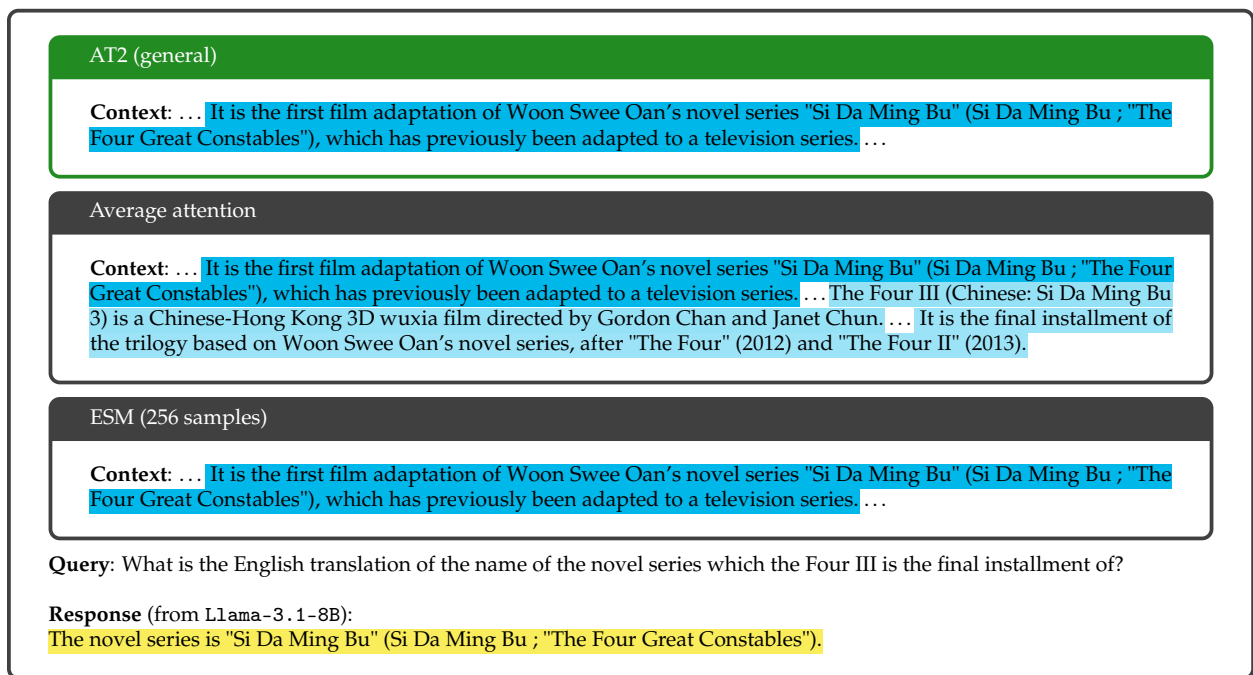 AT2 (general)
Context: ... It is the first film adaptation of Woon Swee Oan's novel series "Si Da Ming Bu" (Si Da Ming Bu ; "The
Four Great Constables"), which has previously been adapted to a television series. ...
Average attention
Context: ... It is the first film adaptation of Woon Swee Oan's novel series "Si Da Ming Bu" (Si Da Ming Bu ; "The Four
Great Constables"), which has previously been adapted to a television series. ... The Four III (Chinese: Si Da Ming Bu
3) is a Chinese-Hong Kong 3D wuxia film directed by Gordon Chan and Janet Chun. ... It is the final installment of
the trilogy based on Woon Swee Oan's novel series, after "The Four" (2012) and "The Four II" (2013).
ESM (256 samples)
Context: ... It is the first film adaptation of Woon Swee Oan's novel series "Si Da Ming Bu" (Si Da Ming Bu ; "The
Four Great Constables"), which has previously been adapted to a television series. ...
Query: What is the English translation of the name of the novel series which the Four III is the final installment of?
Response (from Llama-3.1-8B):
The novel series is "Si Da Ming Bu" (Si Da Ming Bu ; "The Four Great Constables").